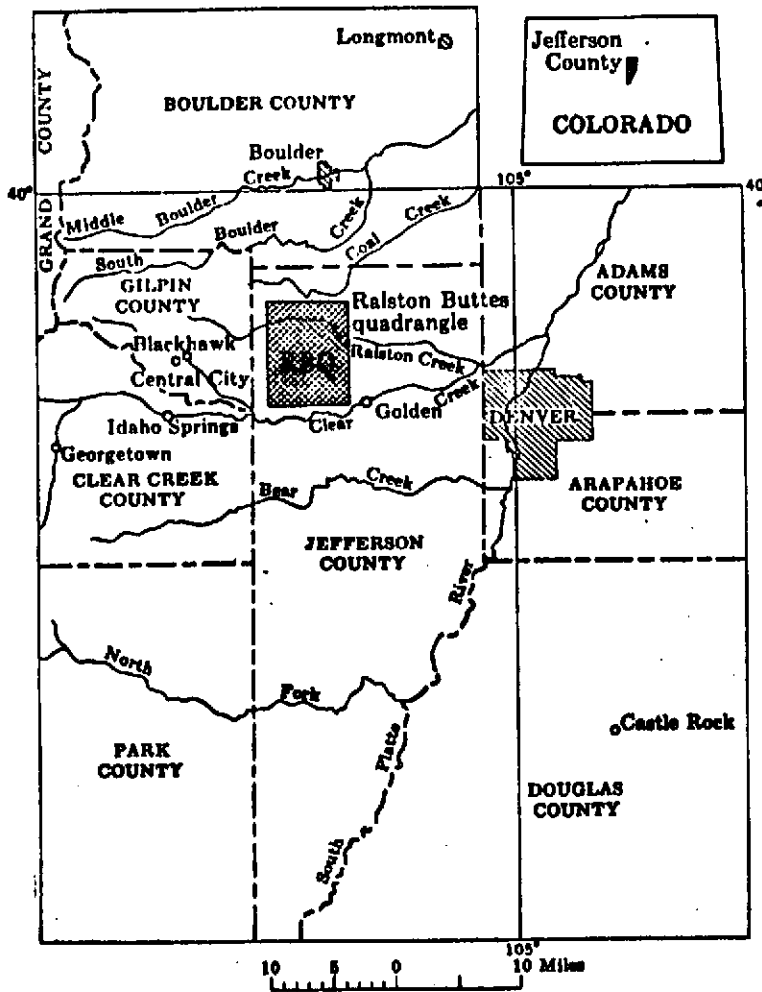 Longmont
Jefferson
County
COLORADO
GRAND COUNTY
BOULDER COUNTY
Boulder
40°
105°
40
Middle Boulder Creek
South Boulder Creek
Coal Creek
ADAMS
COUNTY
GILPIN
COUNTY
Ralston Buttes
quadrangle
Blackhawk
Central City
RBQ
Ralston Creek
Idaho Springs
Clear Creek
Golden
DENVER
Georgetown
CLEAR CREEK
COUNTY
Bear Creek
ARAPAHOE
COUNTY
JEFFERSON
COUNTY
North Fork
South Platte River
Castle Rock
PARK
COUNTY
DOUGLAS
COUNTY
105°
10 5 0 10 Miles